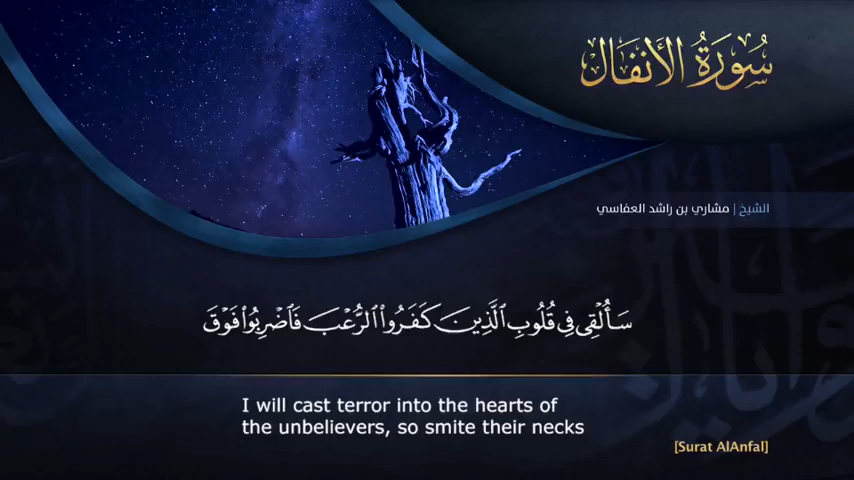 سُورَةُ الأَنفَال
الشيخ | مشاري بن راشد العفاسي
سَأُلْقِى فِى قُلُوبِ ٱلَّذِينَ كَفَرُوا۟ ٱلرُّعْبَ فَٱضْرِبُوا۟ فَوْقَ
I will cast terror into the hearts of
the unbelievers, so smite their necks
[Surat AlAnfal]